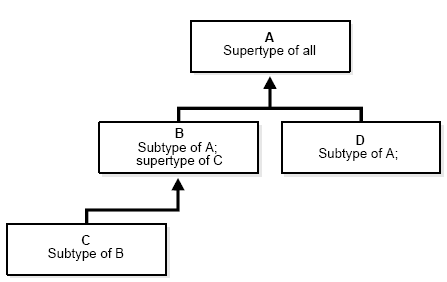 A
Supertype of all
B
Subtype of A;
supertype of C
D
Subtype of A;
C
Subtype of B